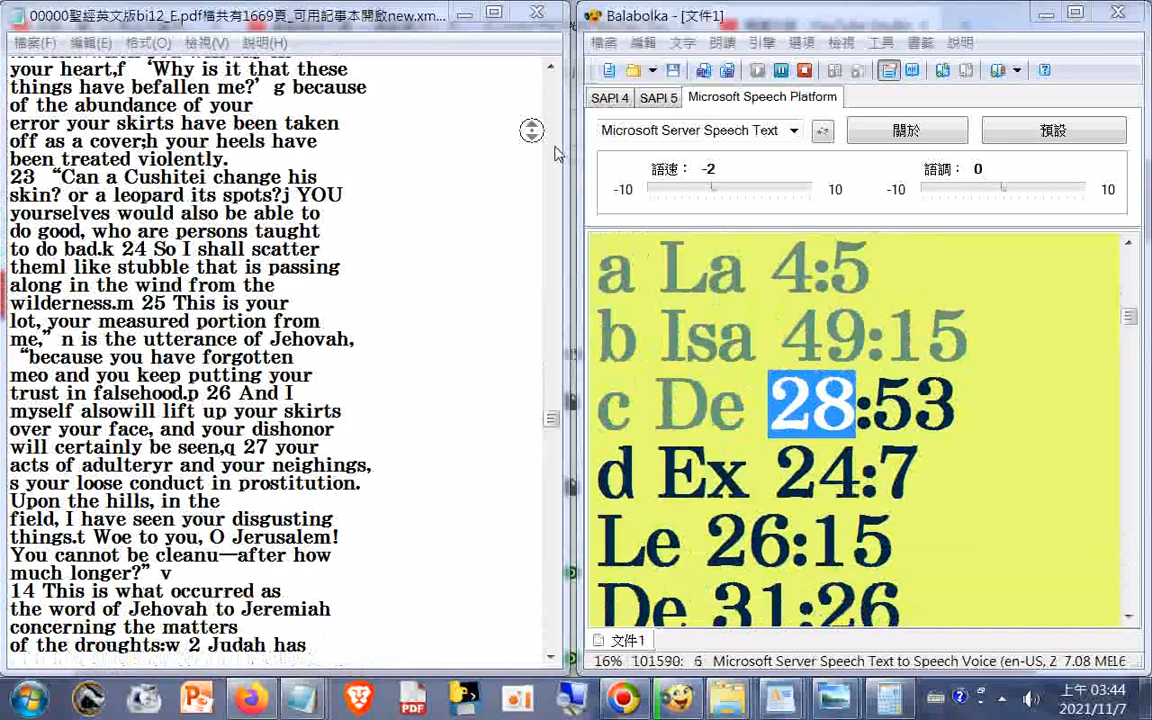 00000聖經英文版bi12_E.pdf檔共有1669頁_可用記事本開啟new.xm...
檔案(F) 編輯(E) 格式(O) 檢視(V) 說明(H)
your heart,f ‘Why is it that these
things have befallen me?’ g because
of the abundance of your
error your skirts have been taken
off as a cover;h your heels have
been treated violently.
23 “Can a Cushitei change his
skin? or a leopard its spots?j YOU
yourselves would also be able to
do good, who are persons taught
to do bad.k 24 So I shall scatter
theml like stubble that is passing
along in the wind from the
wilderness.m 25 This is your
lot, your measured portion from
me,” n is the utterance of Jehovah,
“because you have forgotten
meo and you keep putting your
trust in falsehood.p 26 And I
myself alsowill lift up your skirts
over your face, and your dishonor
will certainly be seen,q 27 your
acts of adulteryr and your neighings,
s your loose conduct in prostitution.
Upon the hills, in the
field, I have seen your disgusting
things.t Woe to you, O Jerusalem!
You cannot be cleanu—after how
much longer?” v
14 This is what occurred as
the word of Jehovah to Jeremiah
concerning the matters
of the droughts:w 2 Judah has
Balabolka - [文件1]
檔案 編輯 文字 朗讀 引擎 選項 檢視 工具 書籤 說明
SAPI 4 SAPI 5 Microsoft Speech Platform
Microsoft Server Speech Text 關於 預設
語速: -2 語調: 0
-10 10 -10 10
a La 4:5
b Isa 49:15
c De 28:53
d Ex 24:7
Le 26:15
De 31:26
文件1
16% 101590: 6 Microsoft Server Speech Text to Speech Voice (en-US, Z 7.08 ME
上午 03:44
2021/11/7